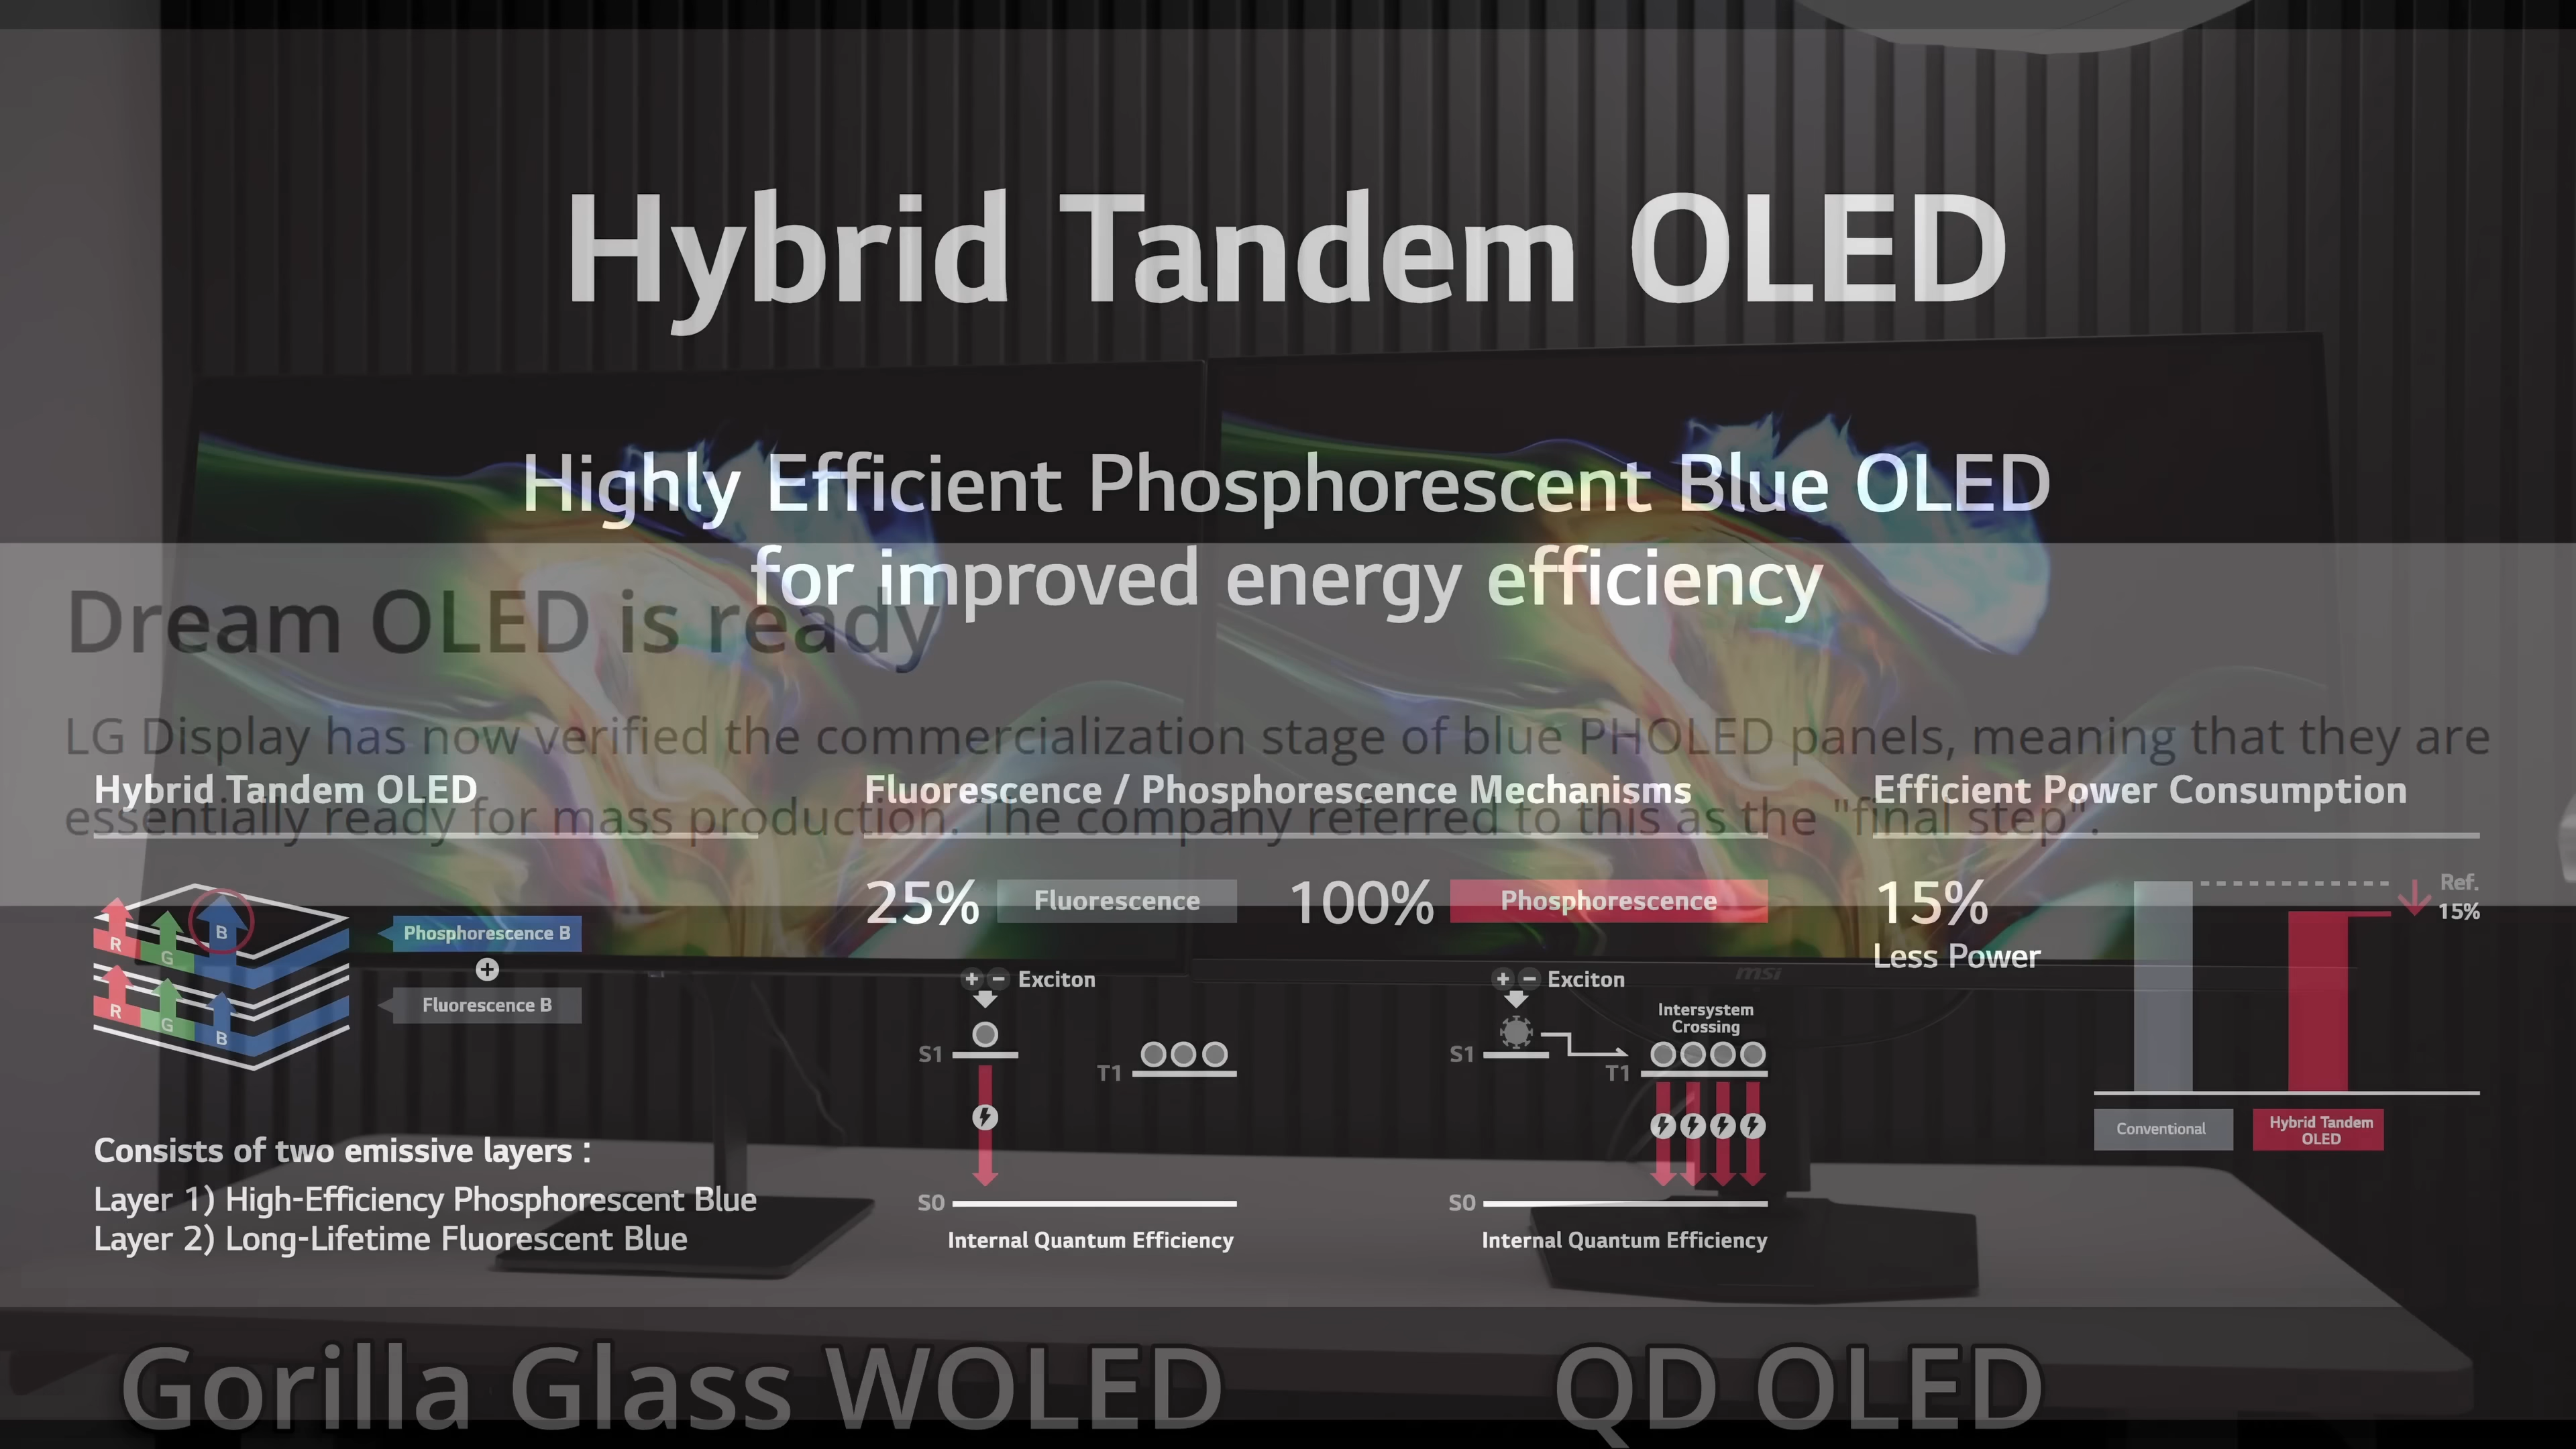 Hybrid Tandem OLED
Highly Efficient Phosphorescent Blue OLED
for improved energy efficiency
Dream OLED is ready
LG Display has now verified the commercialization stage of blue PHOLED panels, meaning that they are
essentially ready for mass production. The company referred to this as the "final step".
Hybrid Tandem OLED
R
G
B
R
G
B
Phosphorescence B
+
Fluorescence B
Consists of two emissive layers :
Layer 1) High-Efficiency Phosphorescent Blue
Layer 2) Long-Lifetime Fluorescent Blue
Fluorescence / Phosphorescence Mechanisms
25% Fluorescence
+ − Exciton
S1
T1
S0
Internal Quantum Efficiency
100% Phosphorescence
+ − Exciton
Intersystem
Crossing
S1
T1
S0
Internal Quantum Efficiency
Efficient Power Consumption
15%
Less Power
Ref.
15%
Conventional
Hybrid Tandem
OLED
msi
Gorilla Glass WOLED
QD OLED